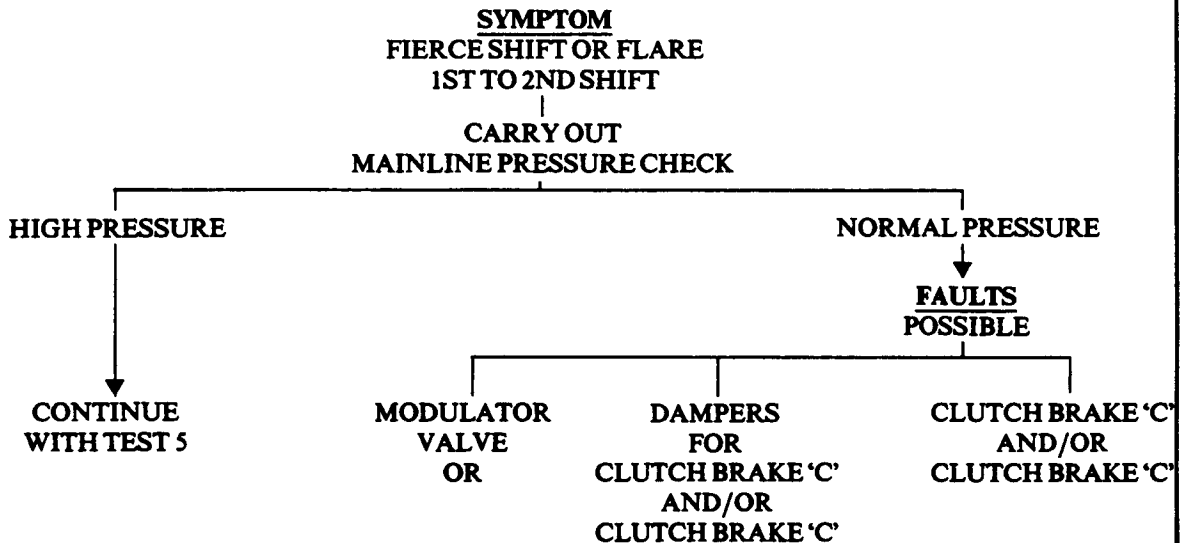 SYMPTOM
FIERCE SHIFT OR FLARE
1ST TO 2ND SHIFT
CARRY OUT
MAINLINE PRESSURE CHECK
HIGH PRESSURE
NORMAL PRESSURE
FAULTS
POSSIBLE
CONTINUE
WITH TEST 5
MODULATOR
VALVE
OR
DAMPERS
FOR
CLUTCH BRAKE ‘C’
AND/OR
CLUTCH BRAKE ‘C’
CLUTCH BRAKE ‘C’
AND/OR
CLUTCH BRAKE ‘C’